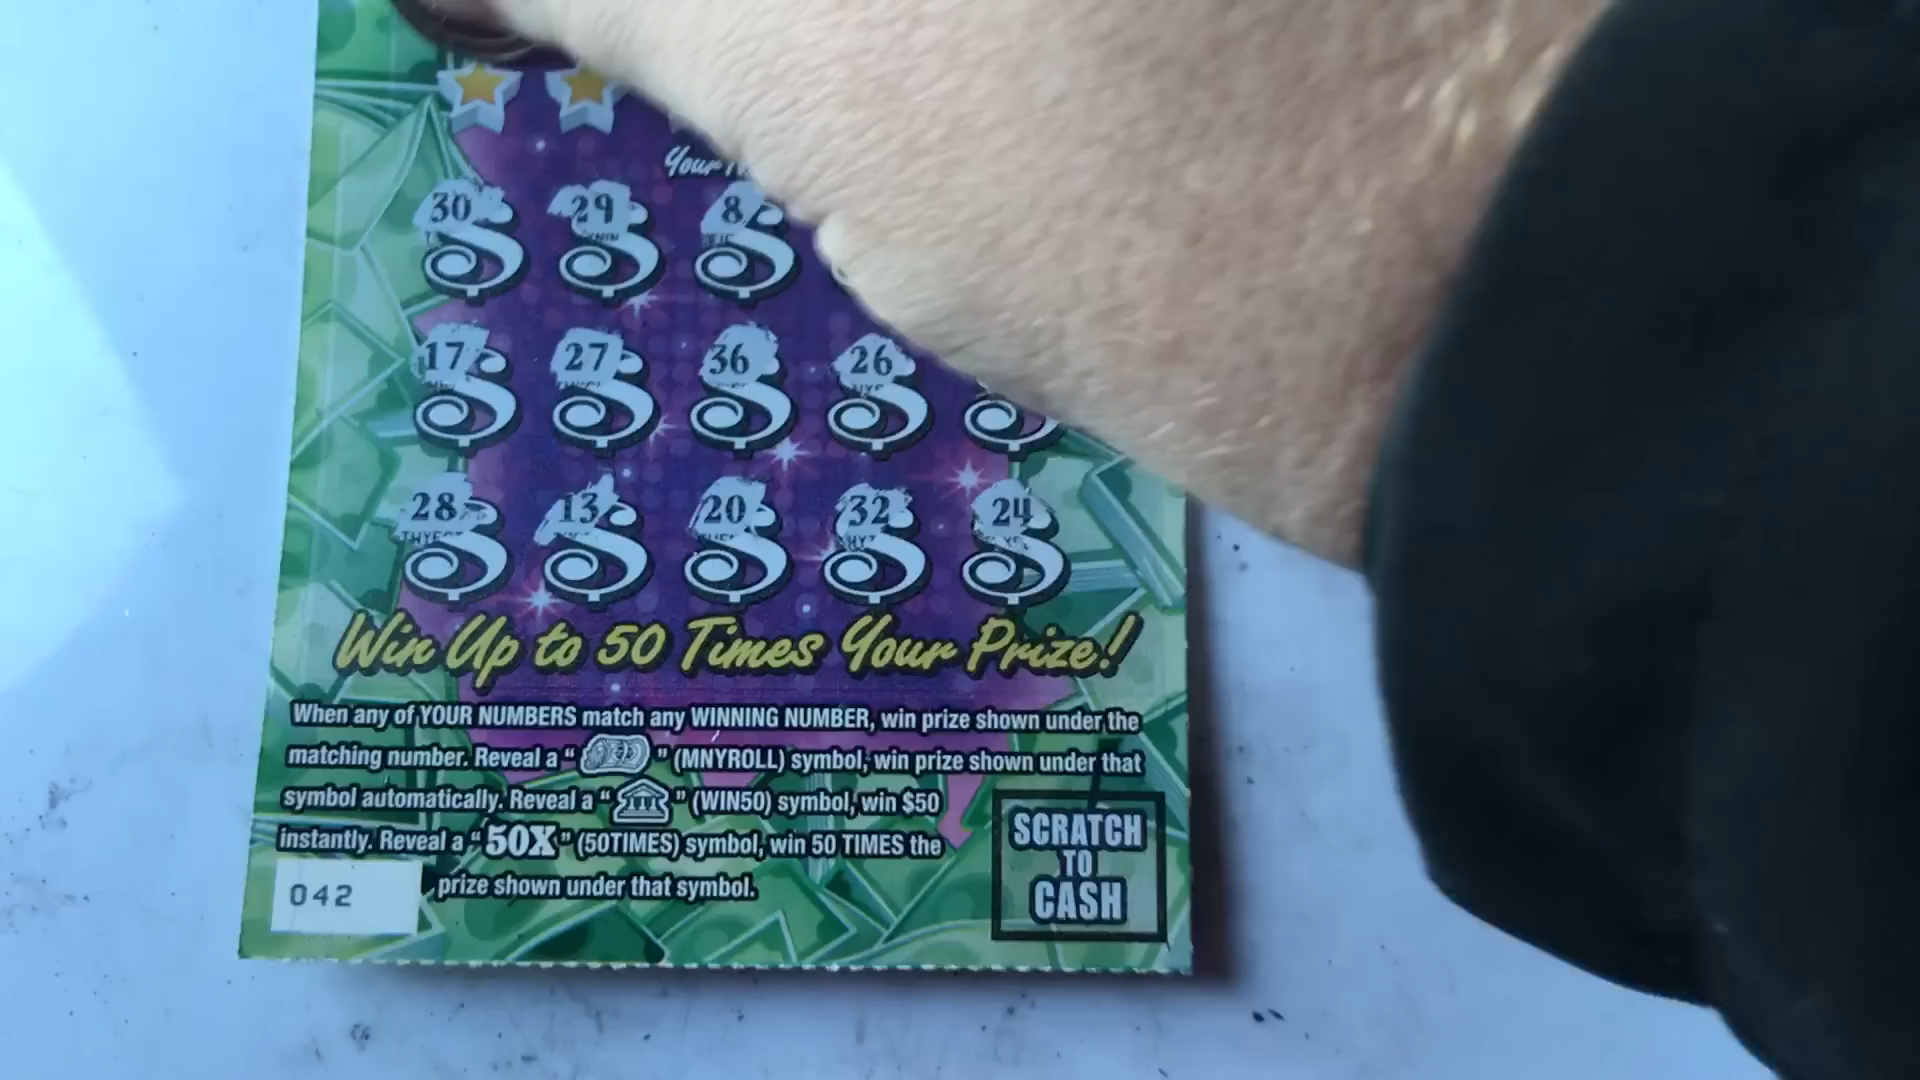 Your
30 29 8
17 27 36 26
28 13 20 32 24
Win Up to 50 Times Your Prize!
When any of YOUR NUMBERS match any WINNING NUMBER, win prize shown under the
matching number. Reveal a " " (MNYROLL) symbol, win prize shown under that
symbol automatically. Reveal a " " (WIN50) symbol, win $50
instantly. Reveal a "50X" (50TIMES) symbol, win 50 TIMES the
prize shown under that symbol.
042
SCRATCH
TO
CASH